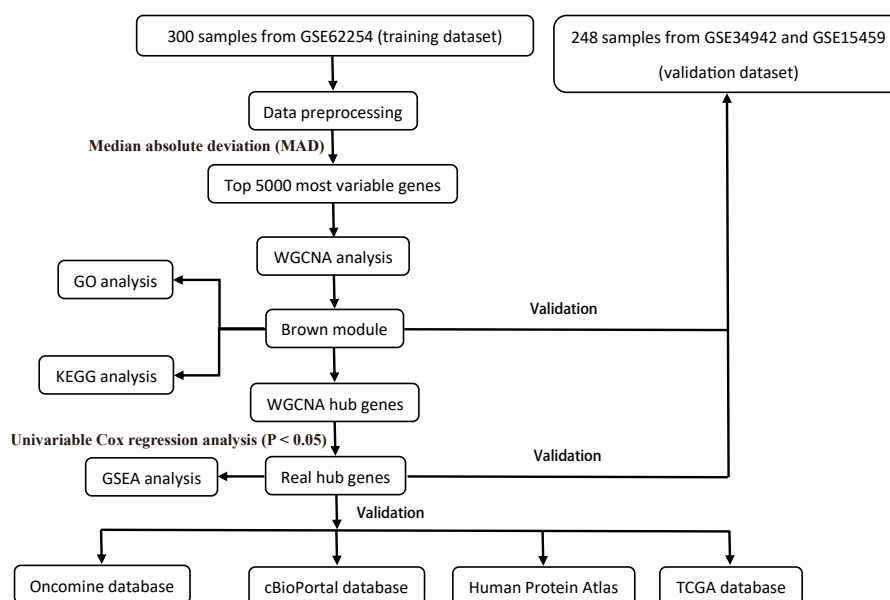 300 samples from GSE62254 (training dataset)
248 samples from GSE34942 and GSE15459
(validation dataset)
Data preprocessing
Median absolute deviation (MAD)
Top 5000 most variable genes
WGCNA analysis
GO analysis
Validation
Brown module
KEGG analysis
WGCNA hub genes
Univariable Cox regression analysis (P < 0.05)
Validation
GSEA analysis
Real hub genes
Validation
Oncomine database
cBioPortal database
Human Protein Atlas
TCGA database